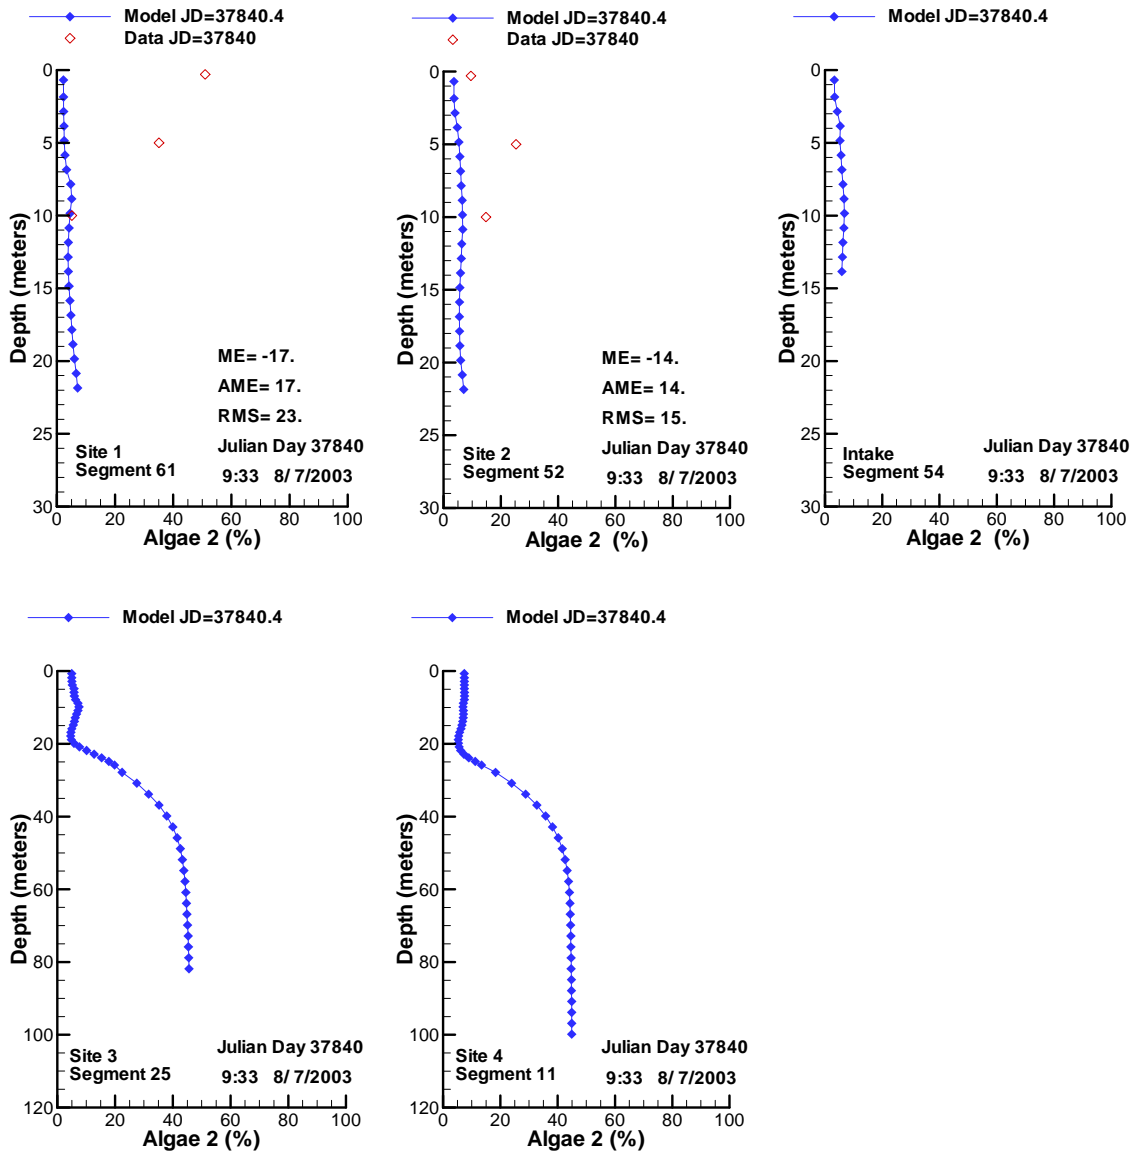 Model JD=37840.4
Data JD=37840
0
5
10
15
20
25
30
Depth (meters)
ME= -17.
AME= 17.
RMS= 23.
Site 1
Segment 61
Julian Day 37840
9:33 8/ 7/2003
0 20 40 60 80 100
Algae 2 (%)
Model JD=37840.4
Data JD=37840
0
5
10
15
20
25
30
Depth (meters)
ME= -14.
AME= 14.
RMS= 15.
Site 2
Segment 52
Julian Day 37840
9:33 8/ 7/2003
0 20 40 60 80 100
Algae 2 (%)
Model JD=37840.4
0
5
10
15
20
25
30
Depth (meters)
Intake
Segment 54
Julian Day 37840
9:33 8/ 7/2003
0 20 40 60 80 100
Algae 2 (%)
Model JD=37840.4
0
20
40
60
80
100
120
Depth (meters)
Site 3
Segment 25
Julian Day 37840
9:33 8/ 7/2003
0 20 40 60 80 100
Algae 2 (%)
Model JD=37840.4
0
20
40
60
80
100
120
Depth (meters)
Site 4
Segment 11
Julian Day 37840
9:33 8/ 7/2003
0 20 40 60 80 100
Algae 2 (%)